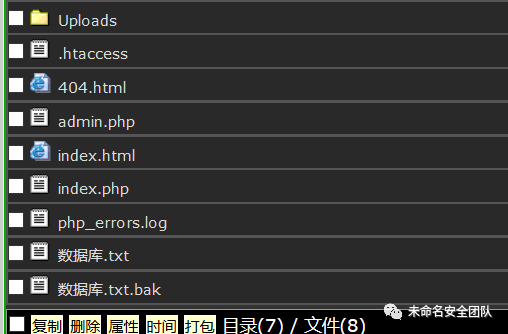 Uploads
.htaccess
404.html
admin.php
index.html
index.php
php_errors.log
数据库.txt
数据库.txt.bak
复制 删除 属性 时间 打包 目录(7) / 文件(8)
未命名安全团队